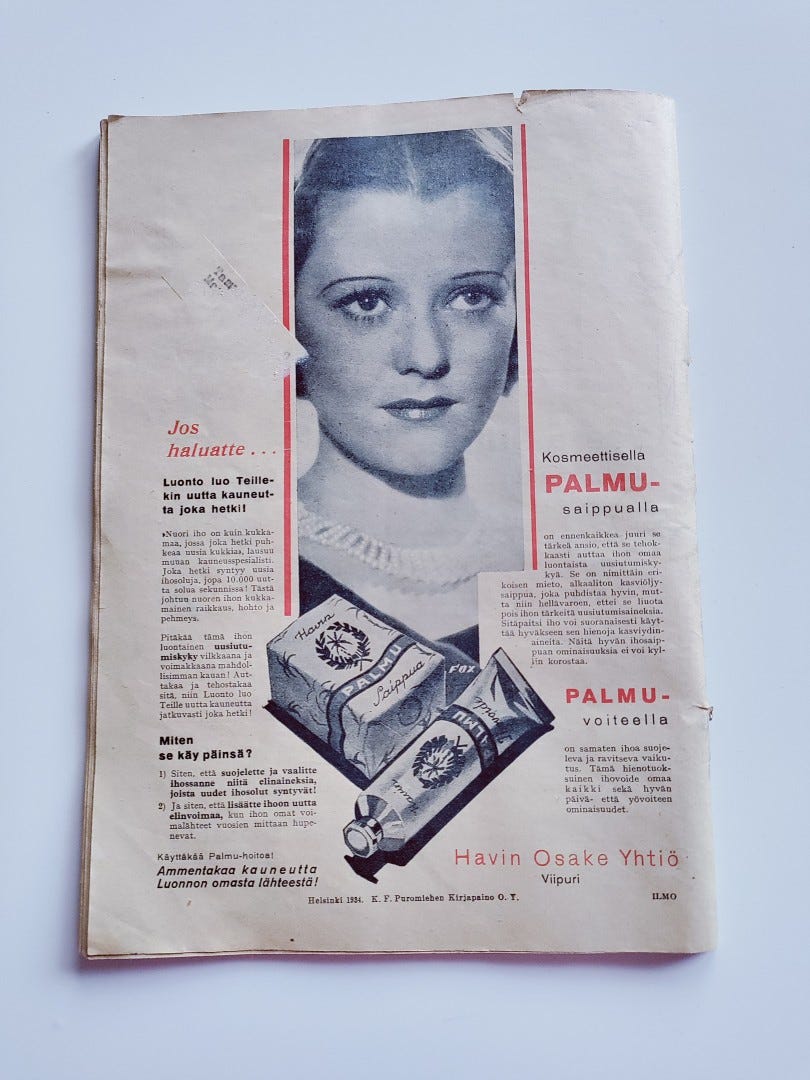 Jos
haluatte . . .
Luonto luo Teille-
kin uutta kauneut-
ta joka hetki!
»Nuori iho on kuin kukka-
maa, jossa joka hetki puh-
keaa uusia kukkia», lausuu
muuan kauneusspesialisti.
Joka hetki syntyy uusia
ihosoluja, jopa 10.000 uut-
ta solua sekunnissa! Tästä
johtuu nuoren ihon kukka-
mainen raikkaus, hohto ja
pehmeys.
Pitäkää tämä ihon
luontainen uusiutu-
miskyky vilkkaana ja
voimakkaana mahdol-
lisimman kauan! Aut-
takaa ja tehostakaa
sitä, niin Luonto luo
Teille uutta kauneutta
jatkuvasti joka hetki!
Miten
se käy päinsä?
1) Siten, että suojelette ja vaalitte
ihossanne niitä elinaineksia,
joista uudet ihosolut syntyvät!
2) Ja siten, että lisäätte ihoon uutta
elinvoimaa, kun ihon omat voi-
malähteet vuosien mittaan hupe-
nevat.
Käyttäkää Palmu-hoitoa!
Ammentakaa kauneutta
Luonnon omasta lähteestä!
Havin
PALMU
Saippua
FOX
PALMU
Kosmeettisella
PALMU-
saippualla
on ennenkaikkea juuri se
tärkeä ansio, että se tehok-
kaasti auttaa ihon omaa
luontaista uusiutumisky-
kyä. Se on nimittäin eri-
koisen mieto, alkaliton kasviöljy-
saippua, joka puhdistaa hyvin, mut-
ta niin hellävaroen, ettei se liuota
pois ihon tärkeitä uusiutumisaineksia.
Sitäpaitsi iho voi suoranaisesti käyt-
tää hyväkseen sen hienoja kasviydin-
aineita. Näitä hyvän ihosaip-
puan ominaisuuksia ei voi kyl-
lin korostaa.
PALMU-
voiteella
on samaten ihoa suoje-
leva ja ravitseva vaiku-
tus. Tämä hienotuok-
suinen ihovoide omaa
kaikki sekä hyvän
päivä- että yövoiteen
ominaisuudet.
Havin Osake Yhtiö
Viipuri
Helsinki 1934. K. F. Puromiehen Kirjapaino O. Y.
ILMO